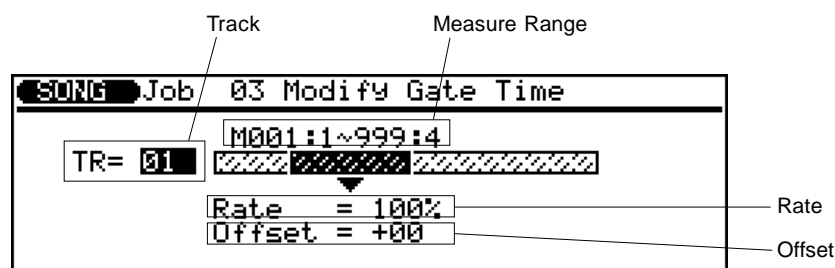 Track
Measure Range
SONG Job 03 Modify Gate Time
M001:1~999:4
TR= 01
Rate = 100%
Rate
Offset = +00
Offset